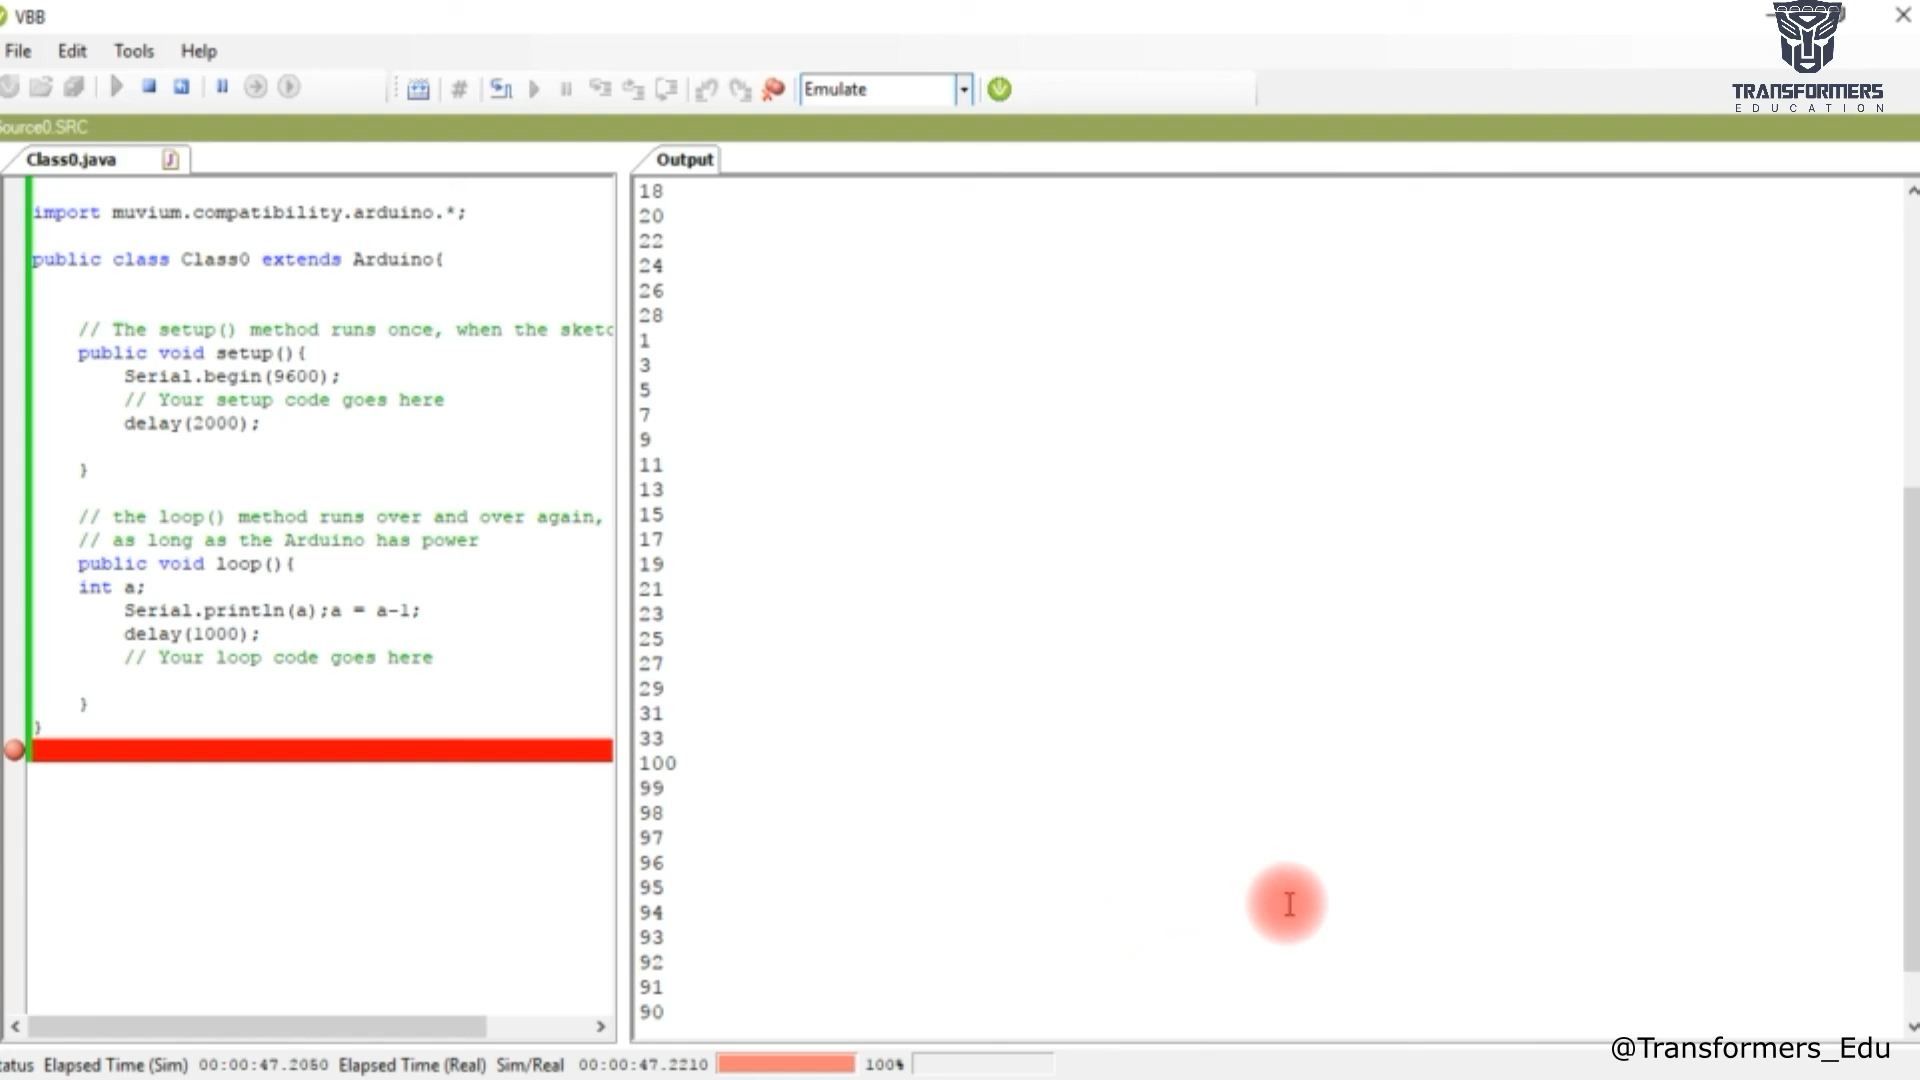 VBB
File Edit Tools Help
Emulate
TRANSFORMERS
EDUCATION
Source0.SRC
Class0.java
Output
import muvium.compatibility.arduino.*;
public class Class0 extends Arduino{
// The setup() method runs once, when the sketc
public void setup(){
Serial.begin(9600);
// Your setup code goes here
delay(2000);
}
// the loop() method runs over and over again,
// as long as the Arduino has power
public void loop(){
int a;
Serial.println(a);a = a-1;
delay(1000);
// Your loop code goes here
}
}
18
20
22
24
26
28
1
3
5
7
9
11
13
15
17
19
21
23
25
27
29
31
33
100
99
98
97
96
95
94
93
92
91
90
tatus Elapsed Time (Sim) 00:00:47.2050 Elapsed Time (Real) Sim/Real 00:00:47.2210 100%
@Transformers_Edu